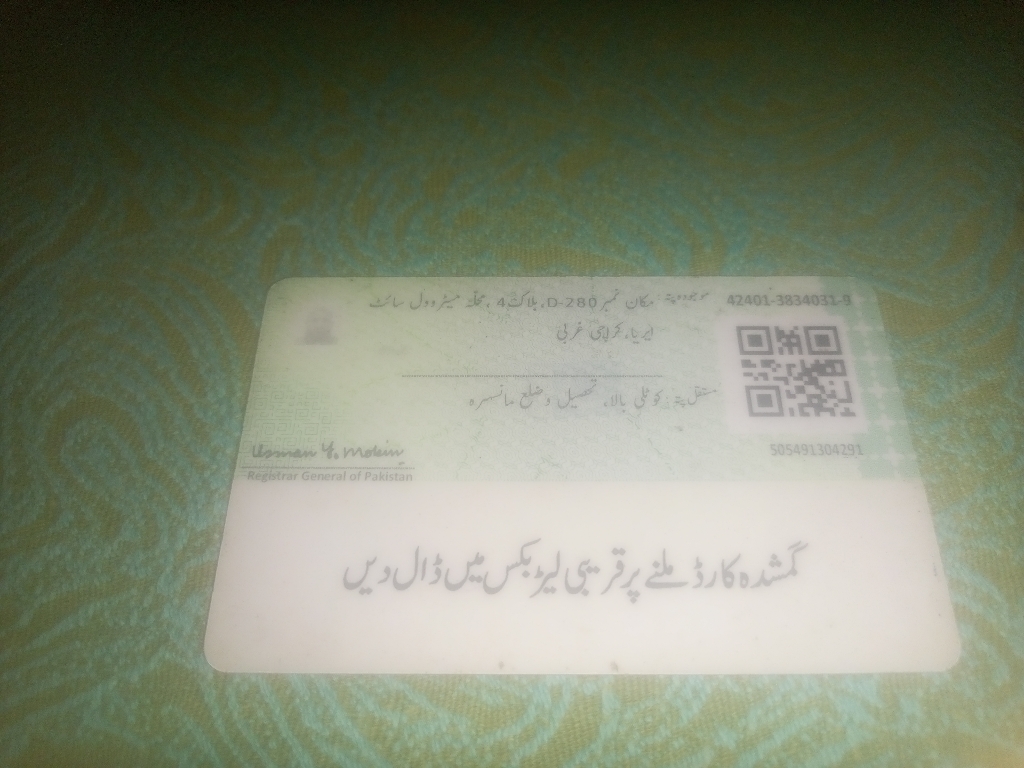 موجودہ پتہ: مکان نمبر D-280، بلاک 4، محلہ میٹروول سائٹ
ایریا، کراچی غربی
42401-3834031-9
مستقل پتہ: کوٹلی بالا، تحصیل و ضلع مانسہرہ
505491304291
Usman Y. Mobin
Registrar General of Pakistan
گمشدہ کارڈ ملنے پر قریبی لیٹر بکس میں ڈال دیں